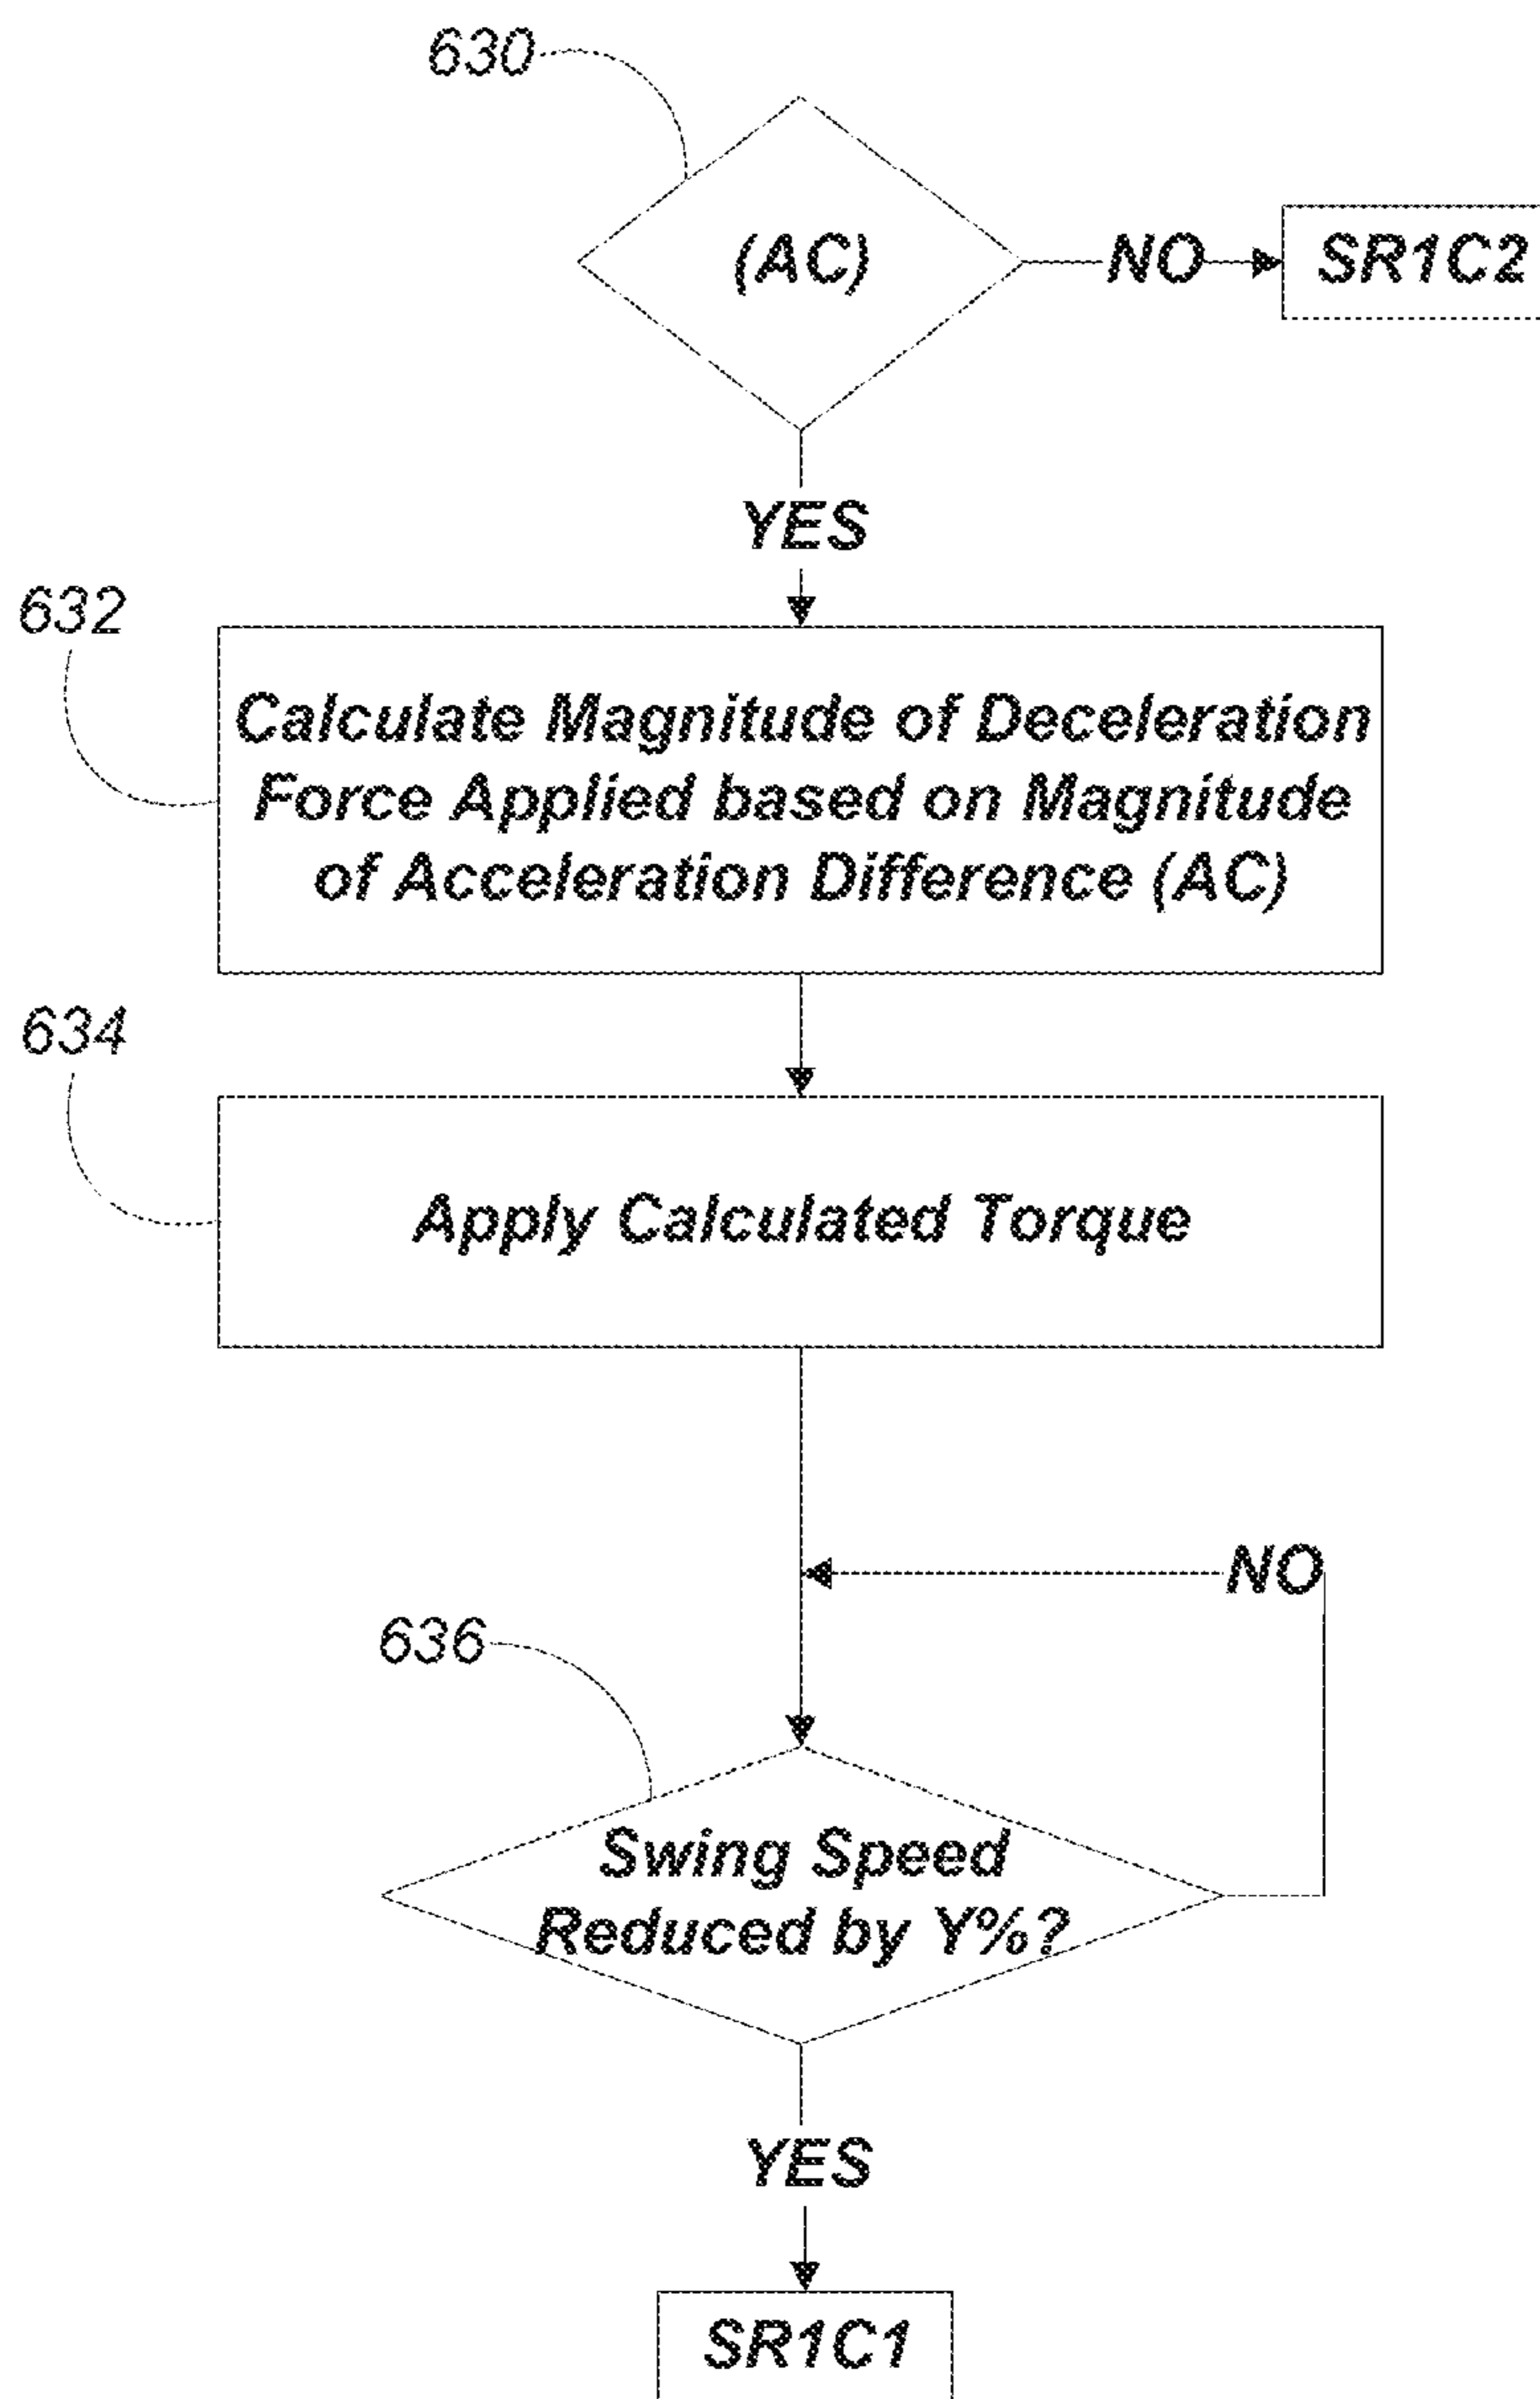 630
(AC)
NO
SR1C2
YES
632
Calculate Magnitude of Deceleration
Force Applied based on Magnitude
of Acceleration Difference (AC)
634
Apply Calculated Torque
NO
636
Swing Speed
Reduced by Y%?
YES
SR1C1